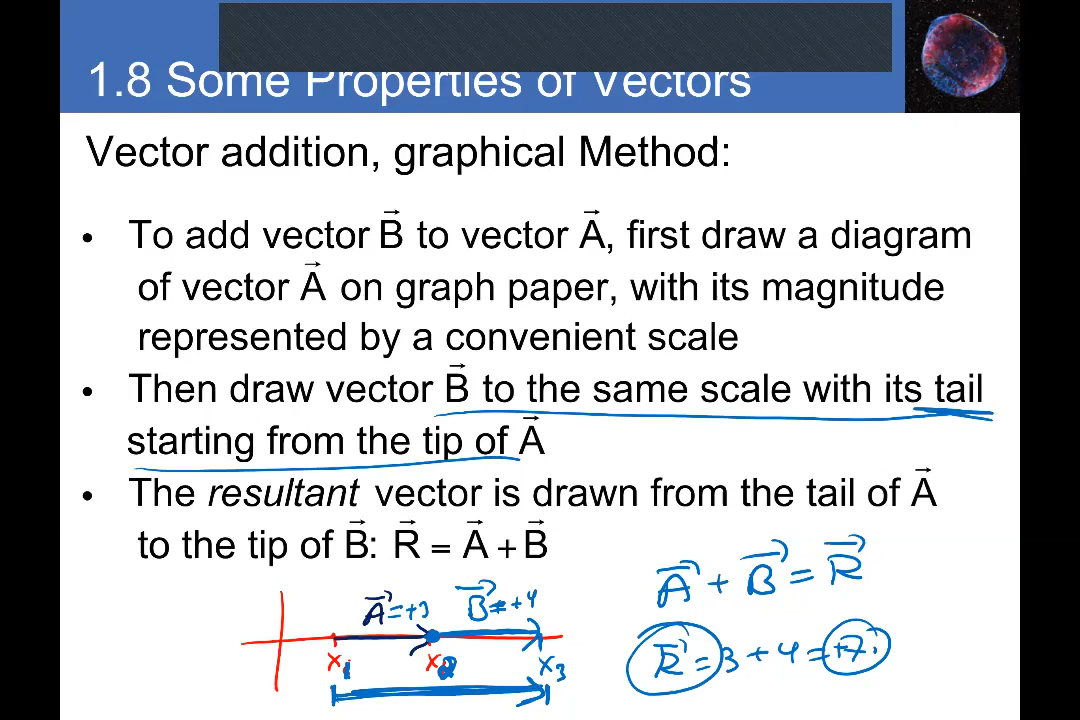 1.8 Some Properties of Vectors
Vector addition, graphical Method:
• To add vector B⃗ to vector A⃗, first draw a diagram
of vector A⃗ on graph paper, with its magnitude
represented by a convenient scale
• Then draw vector B⃗ to the same scale with its tail
starting from the tip of A⃗
• The resultant vector is drawn from the tail of A⃗
to the tip of B⃗: R⃗ = A⃗ + B⃗
A⃗ + B⃗ = R⃗
A⃗ = +3 B⃗ = +4
R⃗ = 3 + 4 = +7.
x₁ x₂ x₃